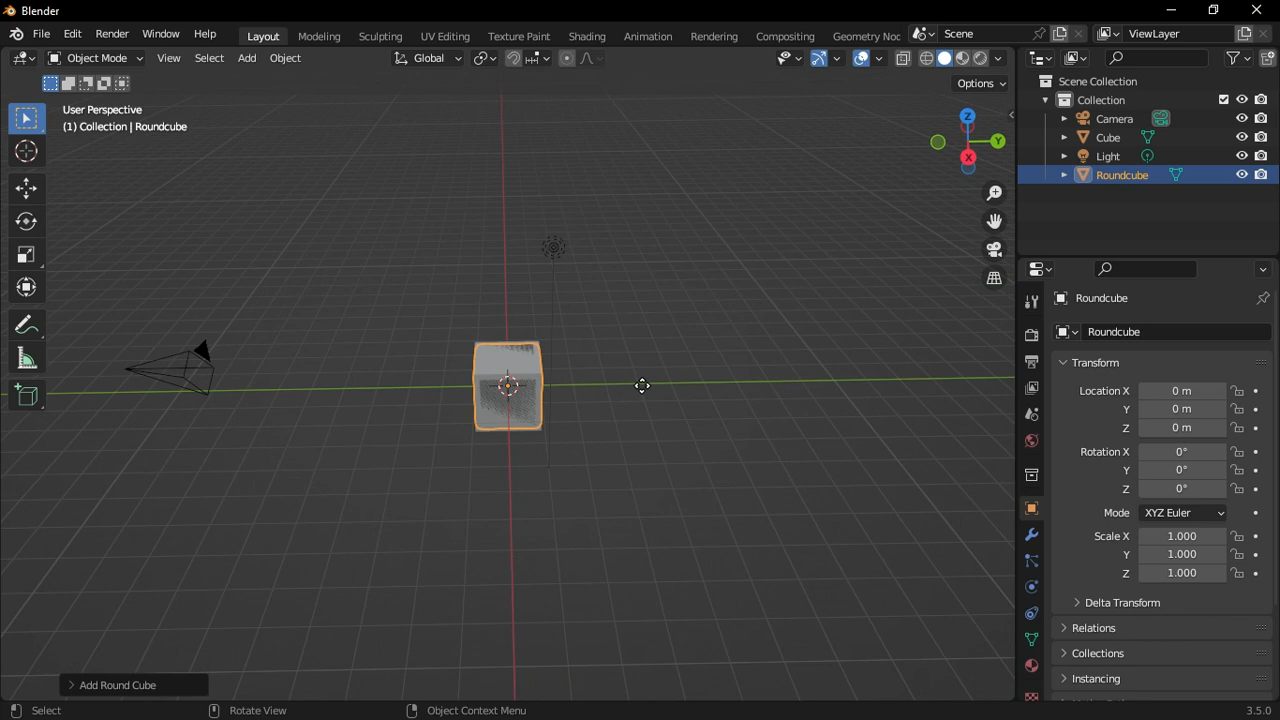 Blender
File Edit Render Window Help Layout Modeling Sculpting UV Editing Texture Paint Shading Animation Rendering Compositing Geometry Noc Scene ViewLayer
Object Mode View Select Add Object Global
Options
User Perspective
(1) Collection | Roundcube
Z
Y
X
Add Round Cube
Scene Collection
Collection
Camera
Cube
Light
Roundcube
Roundcube
Roundcube
Transform
Location X 0 m
Y 0 m
Z 0 m
Rotation X 0°
Y 0°
Z 0°
Mode XYZ Euler
Scale X 1.000
Y 1.000
Z 1.000
Delta Transform
Relations
Collections
Instancing
Select Rotate View Object Context Menu 3.5.0